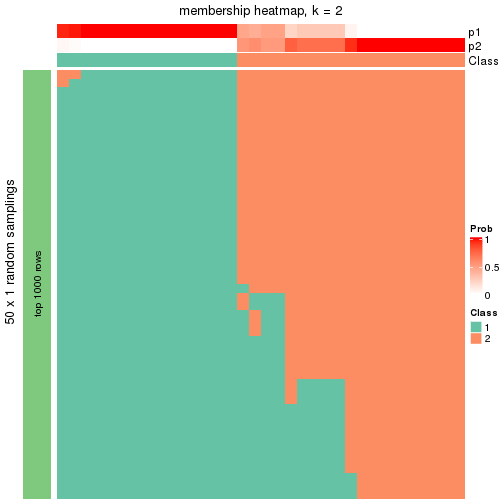 membership heatmap, k = 2
p1
p2
Class
50 x 1 random samplings
top 1000 rows
Prob
1
0.5
0
Class
1
2